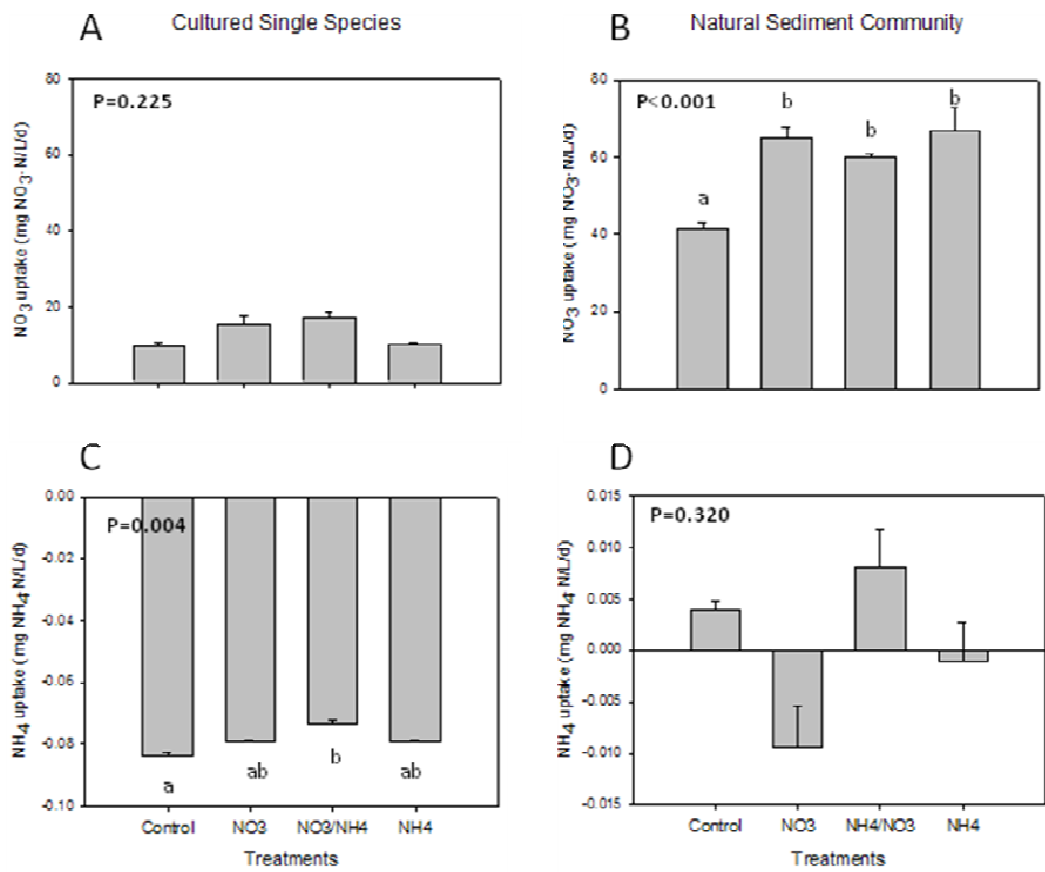 A Cultured Single Species
B Natural Sediment Community
P=0.225
NO3 uptake (mg NO3-N/L/d)
80
60
40
20
0
P<0.001
NO3 uptake (mg NO3-N/L/d)
80
60
40
20
0
a
b
b
b
C
P=0.004
NH4 uptake (mg NH4-N/L/d)
0.00
-0.02
-0.04
-0.06
-0.08
-0.10
a
ab
b
ab
Control NO3 NO3/NH4 NH4
Treatments
D
P=0.320
NH4 uptake (mg NH4-N/L/d)
0.015
0.010
0.005
0.000
-0.005
-0.010
-0.015
Control NO3 NH4/NO3 NH4
Treatments